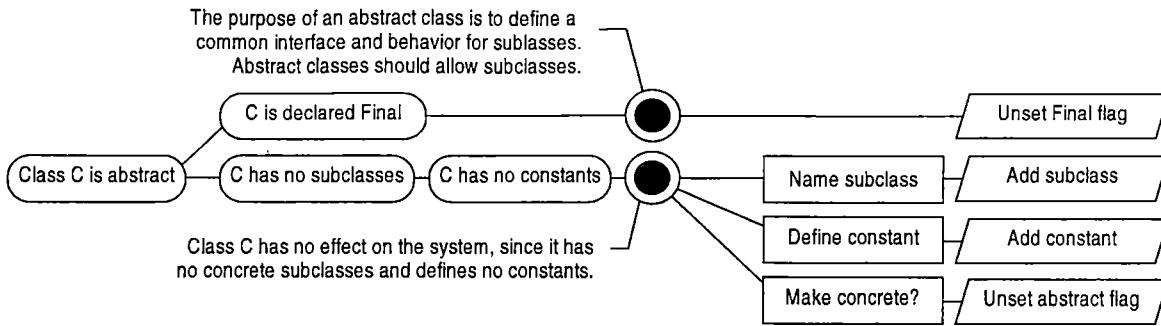 The purpose of an abstract class is to define a
common interface and behavior for sublasses.
Abstract classes should allow subclasses.
C is declared Final
Unset Final flag
Class C is abstract
C has no subclasses
C has no constants
Name subclass
Add subclass
Define constant
Add constant
Class C has no effect on the system, since it has
no concrete subclasses and defines no constants.
Make concrete?
Unset abstract flag